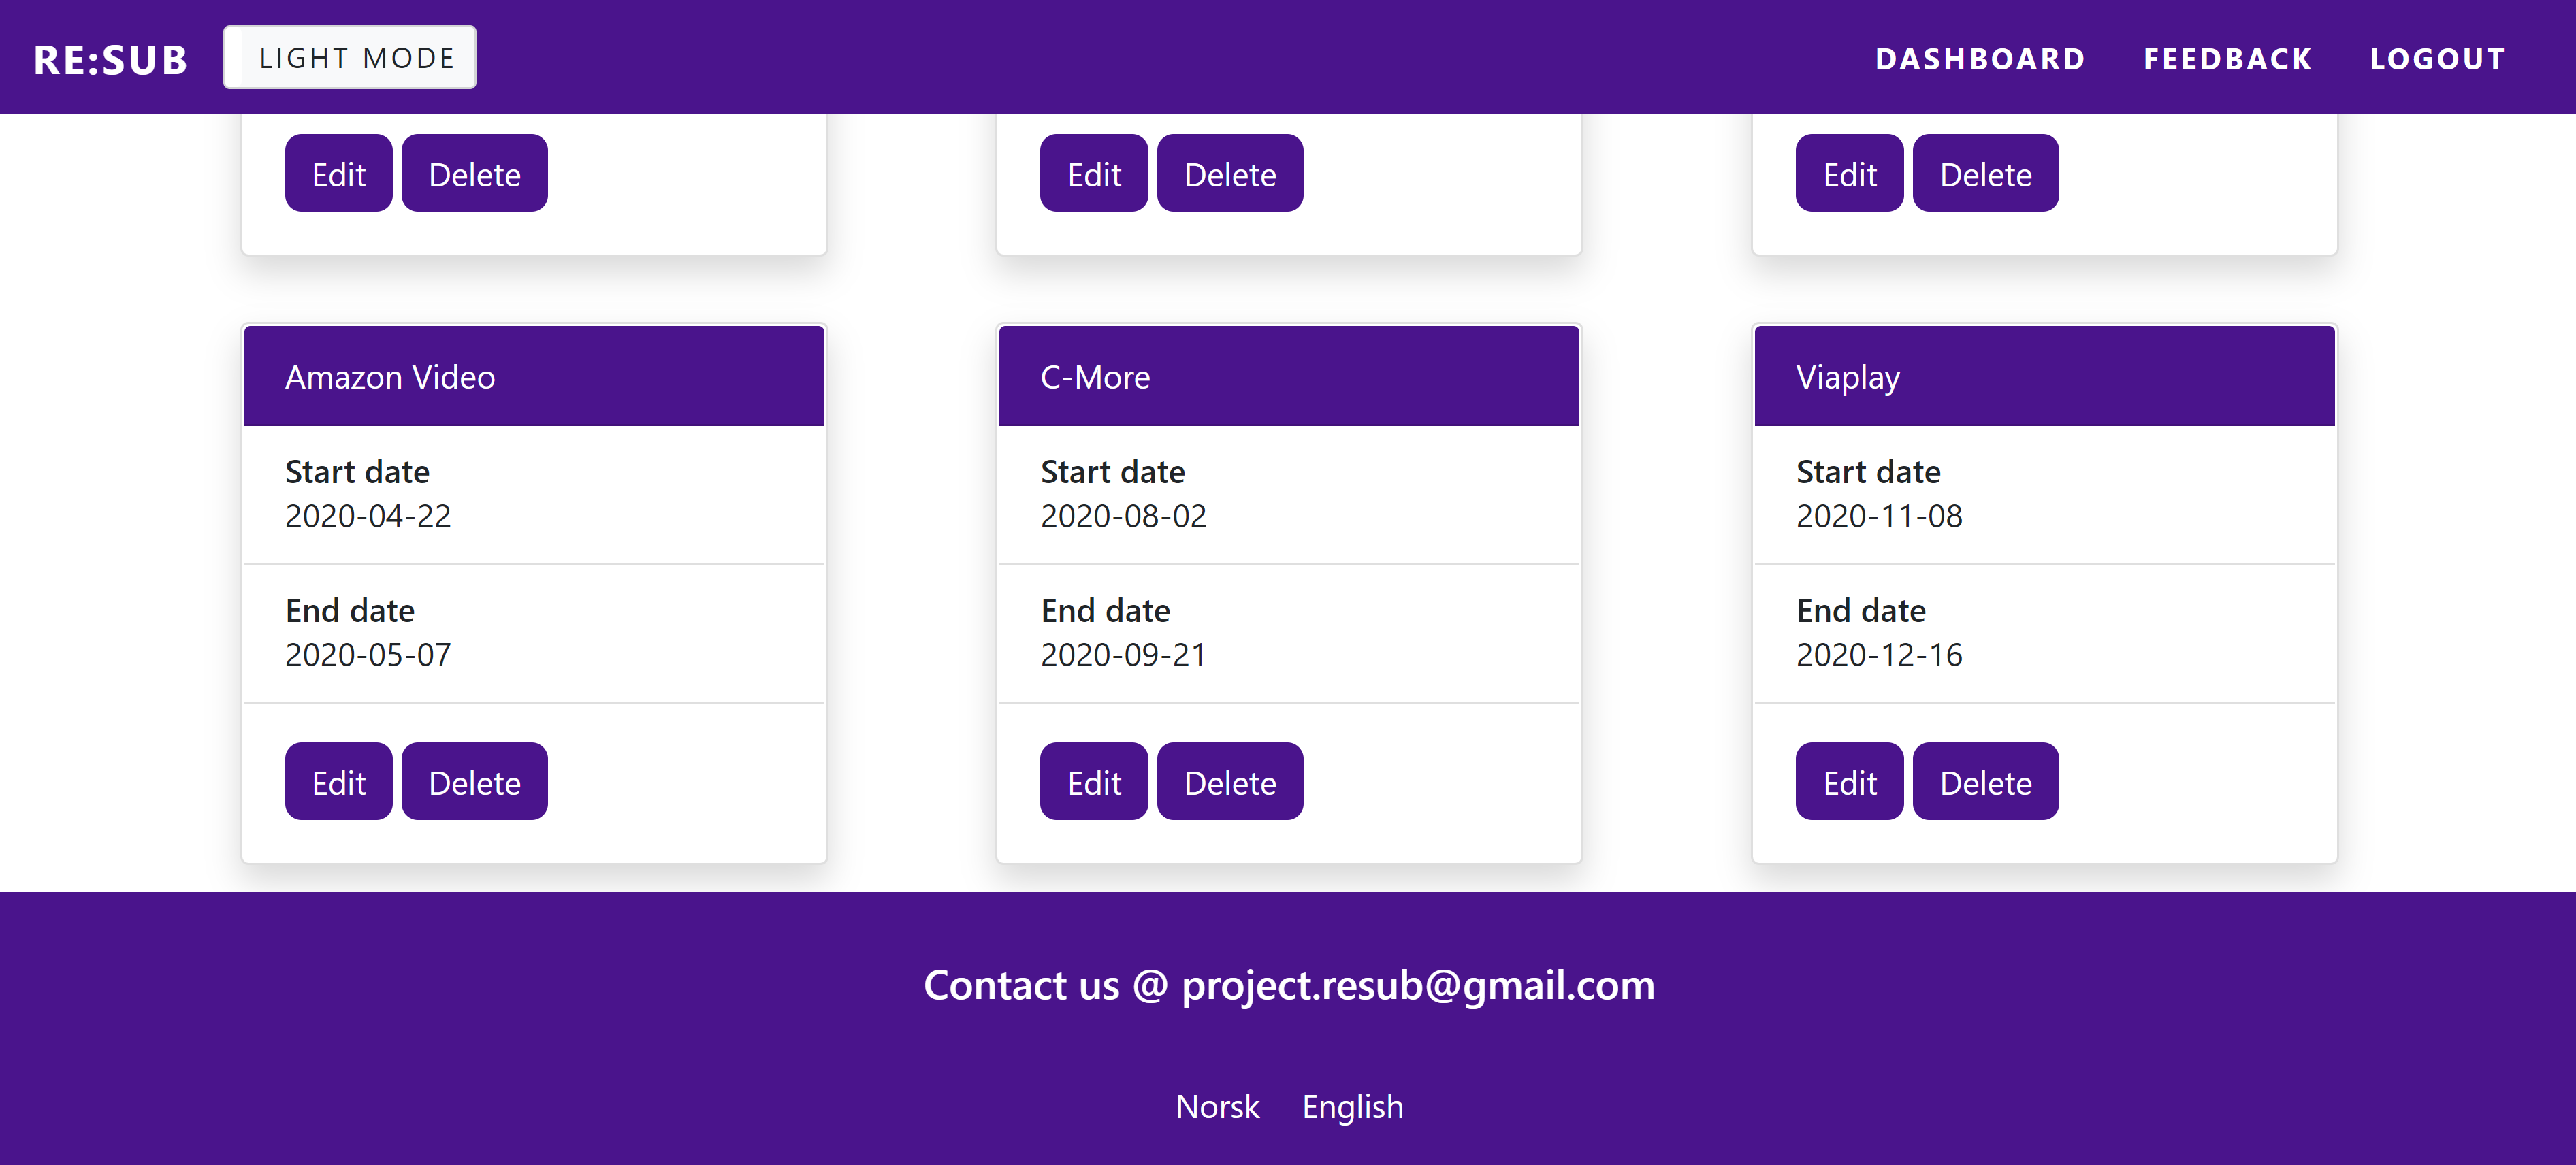 RE:SUB LIGHT MODE DASHBOARD FEEDBACK LOGOUT
Edit Delete Edit Delete Edit Delete
Amazon Video
Start date
2020-04-22
End date
2020-05-07
Edit Delete
C-More
Start date
2020-08-02
End date
2020-09-21
Edit Delete
Viaplay
Start date
2020-11-08
End date
2020-12-16
Edit Delete
Contact us @ project.resub@gmail.com
Norsk English